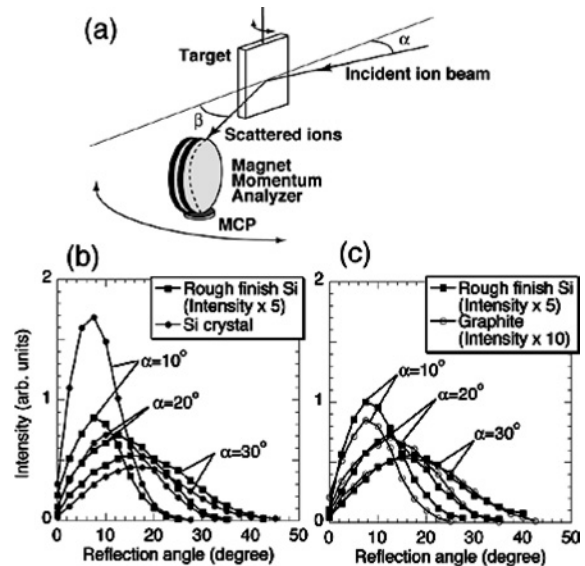 (a)
Target
α
Incident ion beam
β
Scattered ions
Magnet
Momentum
Analyzer
MCP
(b)
2
Rough finish Si
(Intensity x 5)
Si crystal
α=10°
α=20°
α=30°
1
0
Intensity (arb. units)
0 10 20 30 40 50
Reflection angle (degree)
(c)
2
Rough finish Si
(Intensity x 5)
Graphite
(Intensity x 10)
α=10°
α=20°
α=30°
1
0
0 10 20 30 40 50
Reflection angle (degree)